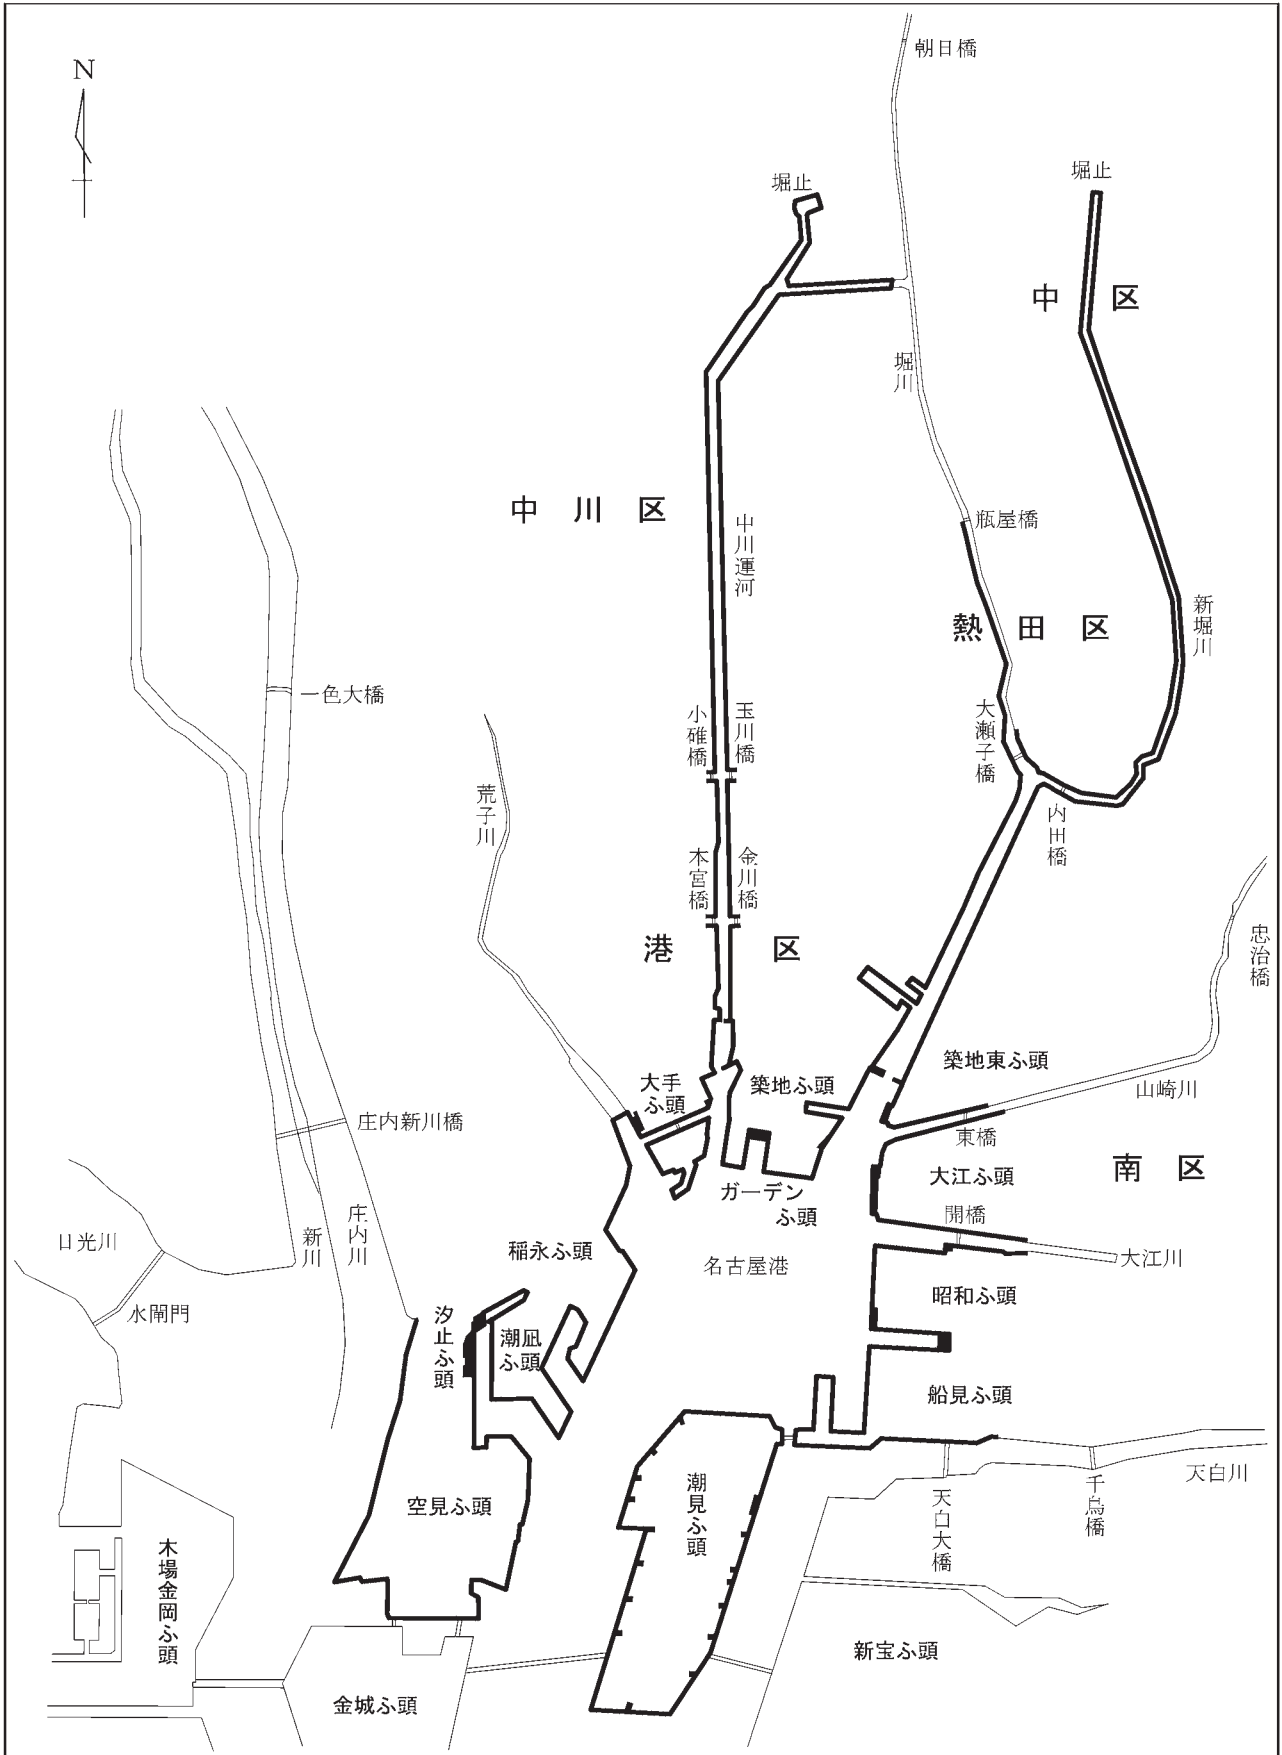 N
朝日橋
堀止
堀止
中区
堀川
中川区
中川運河
瓶屋橋
熱田区
新堀川
一色大橋
小碓橋
玉川橋
大瀬子橋
荒子川
内田橋
本宮橋
金川橋
港区
忠治橋
築地東ふ頭
大手
ふ頭
築地ふ頭
山崎川
庄内新川橋
東橋
南区
大江ふ頭
ガーデン
ふ頭
開橋
新川
庄内川
日光川
稲永ふ頭
名古屋港
大江川
水閘門
汐止ふ頭
潮凪
ふ頭
昭和ふ頭
船見ふ頭
天白川
潮見ふ頭
空見ふ頭
天白大橋
千鳥橋
木場金岡ふ頭
新宝ふ頭
金城ふ頭